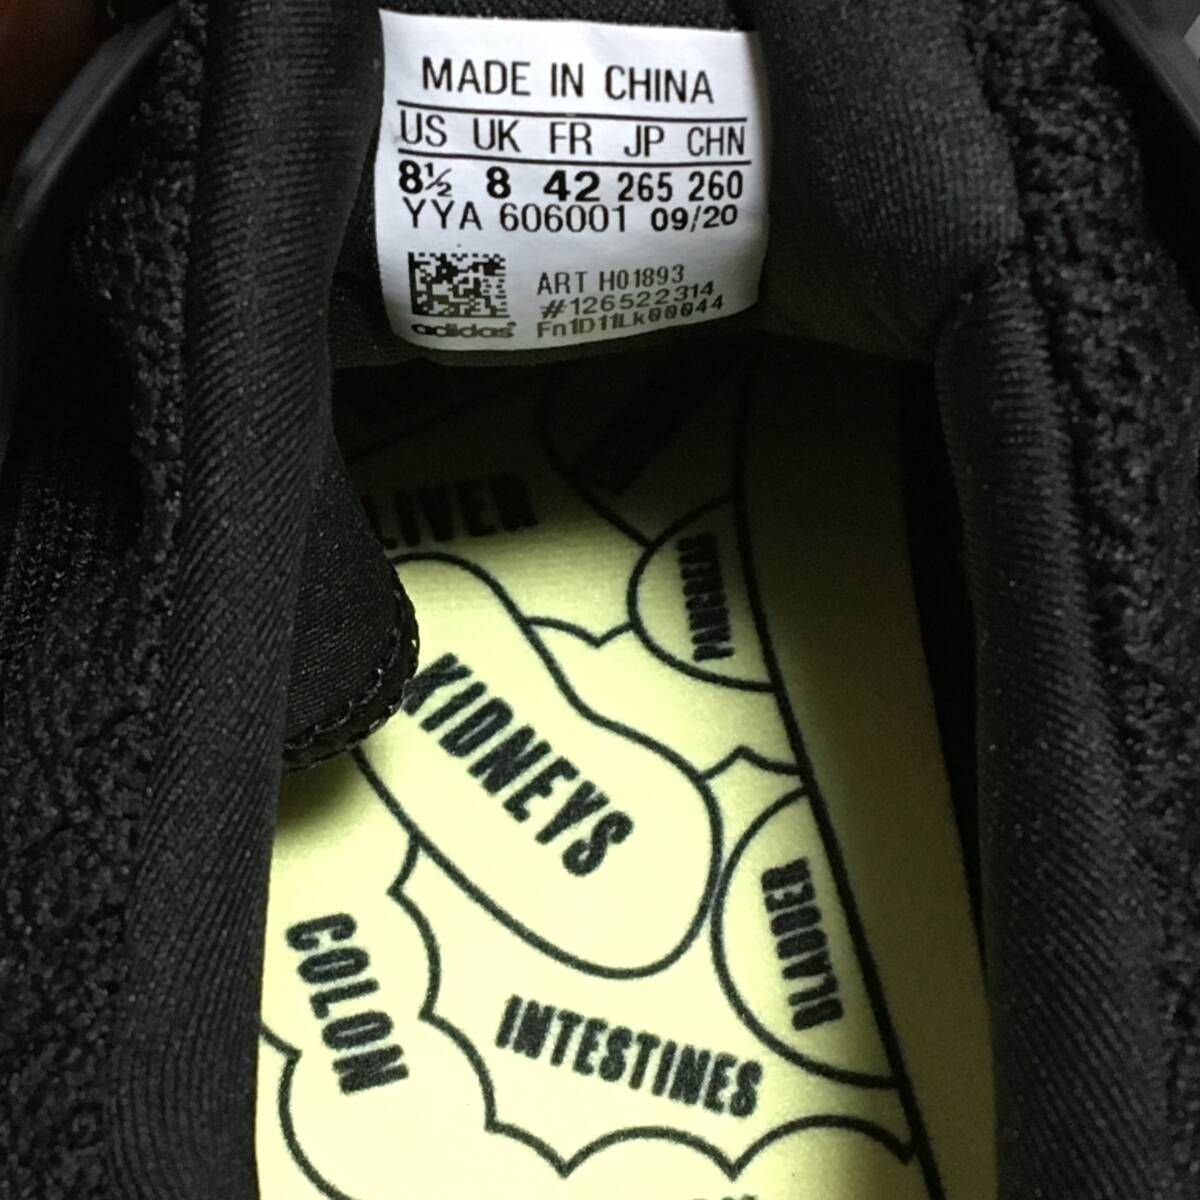 MADE IN CHINA
US UK FR JP CHN
8½ 8 42 265 260
YYA 606001 09/20
ART H01893
#126522314
Fn1D11Lk00044
adidas
LIVER
PANCREAS
KIDNEYS
BLADDER
COLON
INTESTINES